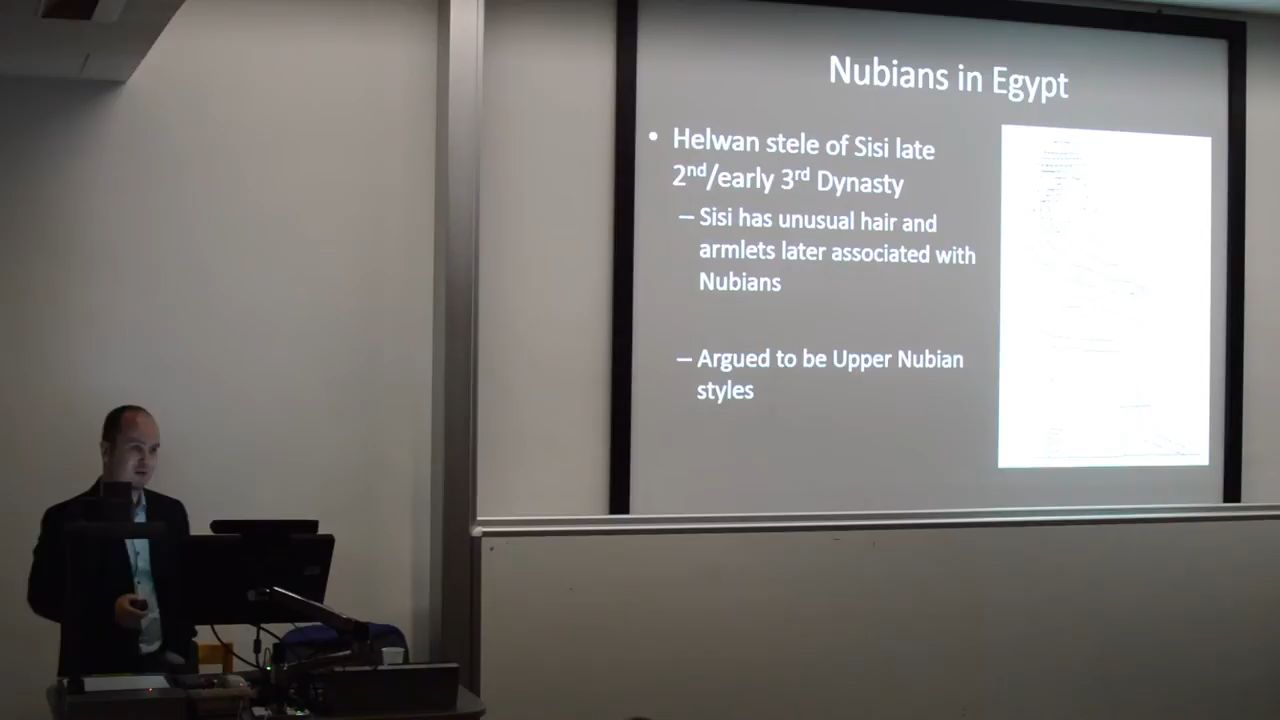 Nubians in Egypt
• Helwan stele of Sisi late
2nd/early 3rd Dynasty
– Sisi has unusual hair and
armlets later associated with
Nubians
– Argued to be Upper Nubian
styles